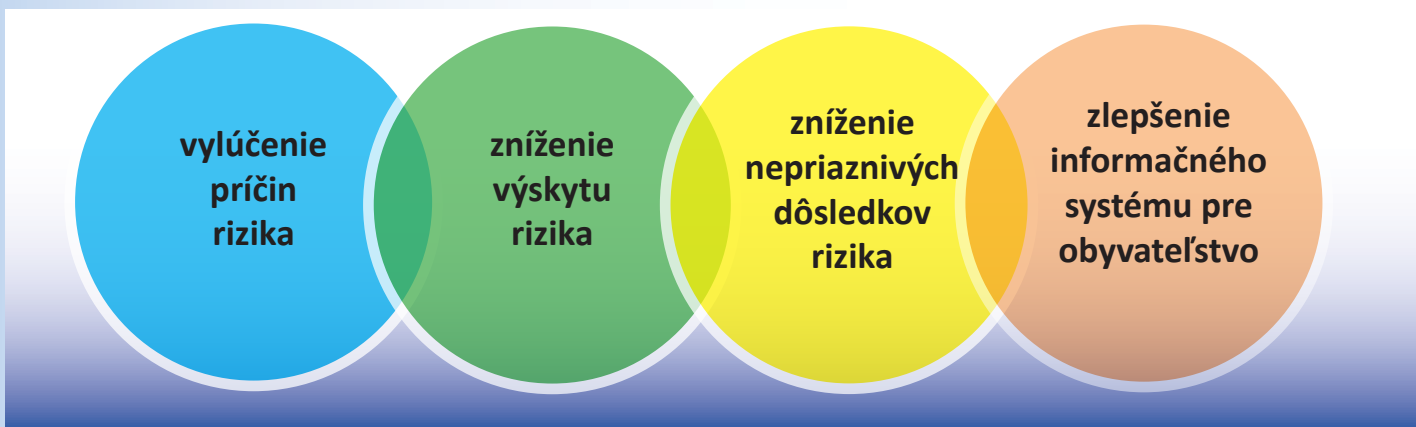 vylúčenie
príčin
rizika
zníženie
výskytu
rizika
zníženie
nepriaznivých
dôsledkov
rizika
zlepšenie
informačného
systému pre
obyvateľstvo